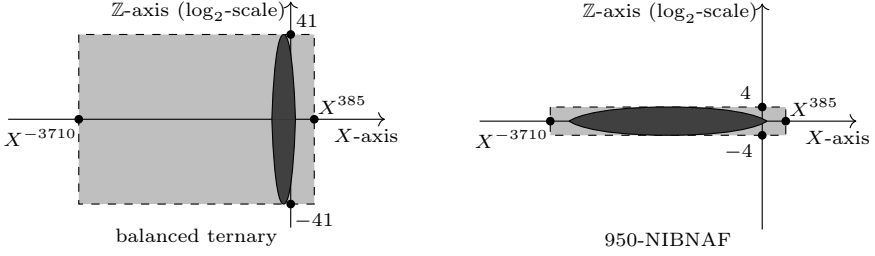 ℤ-axis (log₂-scale)
41
X^385
X^−3710
X-axis
−41
balanced ternary
ℤ-axis (log₂-scale)
4
X^385
X^−3710
X-axis
−4
950-NIBNAF